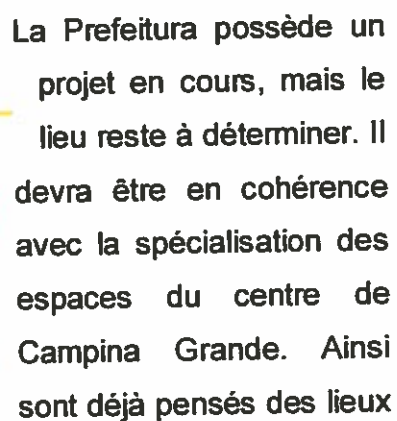 La Prefeitura possède un
projet en cours, mais le
lieu reste à déterminer. Il
devra être en cohérence
avec la spécialisation des
espaces du centre de
Campina Grande. Ainsi
sont déjà pensés des lieux